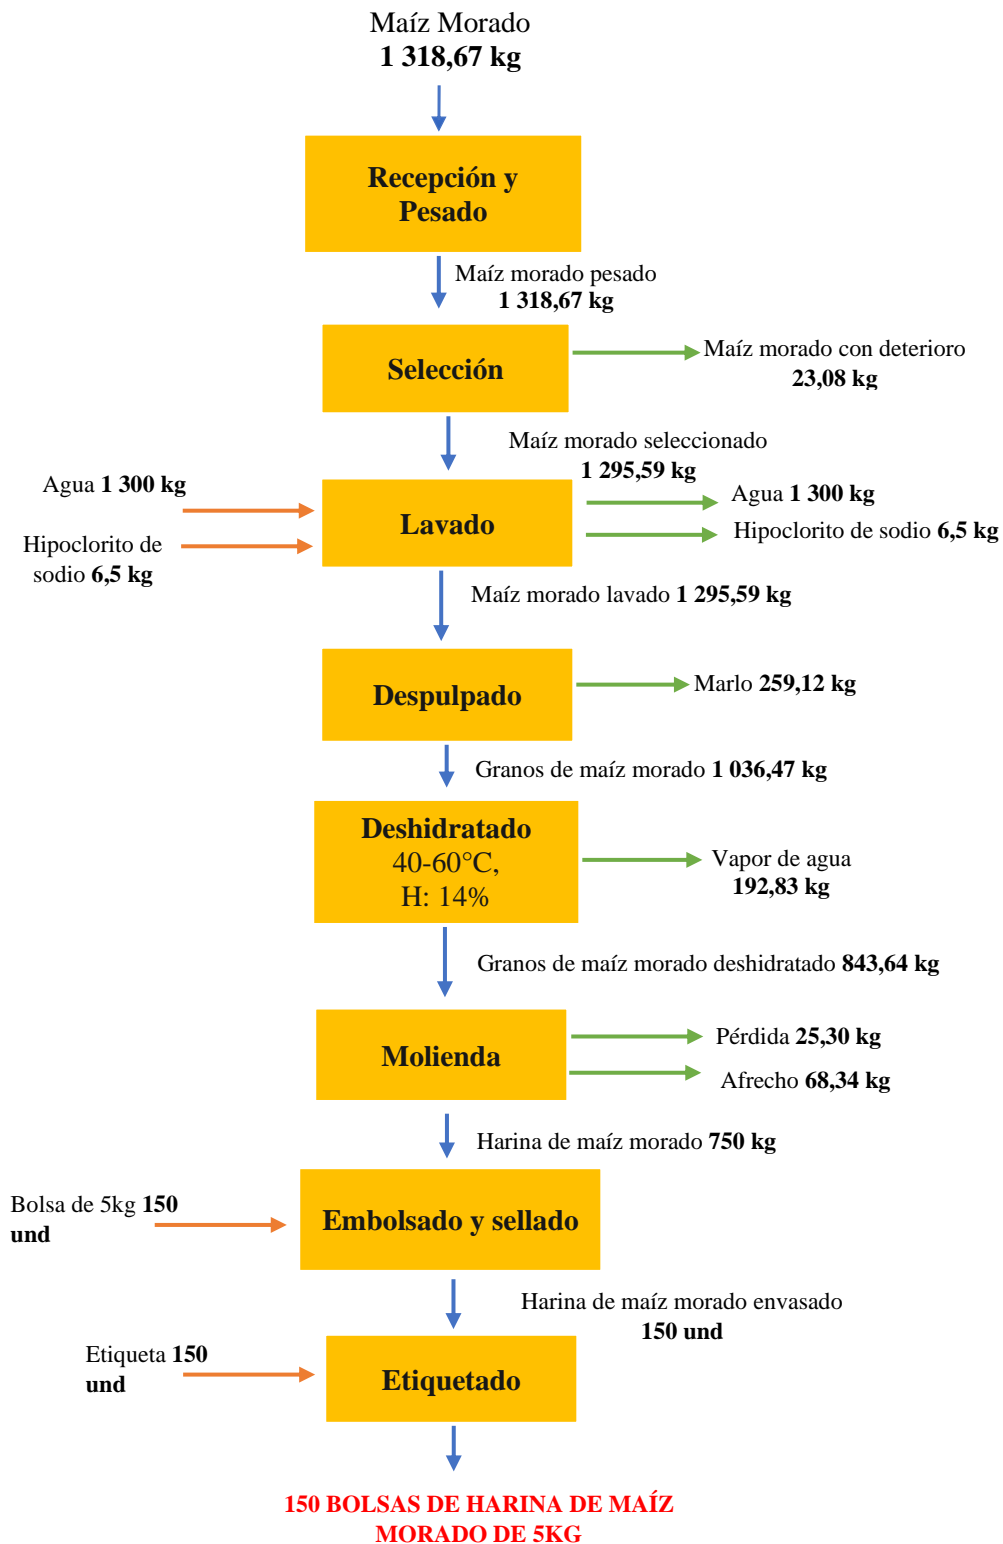 Maíz Morado
1 318,67 kg
Recepción y
Pesado
Maíz morado pesado
1 318,67 kg
Selección
Maíz morado con deterioro
23,08 kg
Maíz morado seleccionado
1 295,59 kg
Agua 1 300 kg
Hipoclorito de
sodio 6,5 kg
Lavado
Agua 1 300 kg
Hipoclorito de sodio 6,5 kg
Maíz morado lavado 1 295,59 kg
Despulpado
Marlo 259,12 kg
Granos de maíz morado 1 036,47 kg
Deshidratado
40-60°C,
H: 14%
Vapor de agua
192,83 kg
Granos de maíz morado deshidratado 843,64 kg
Molienda
Pérdida 25,30 kg
Afrecho 68,34 kg
Harina de maíz morado 750 kg
Bolsa de 5kg 150
und
Embolsado y sellado
Harina de maíz morado envasado
150 und
Etiqueta 150
und
Etiquetado
150 BOLSAS DE HARINA DE MAÍZ
MORADO DE 5KG